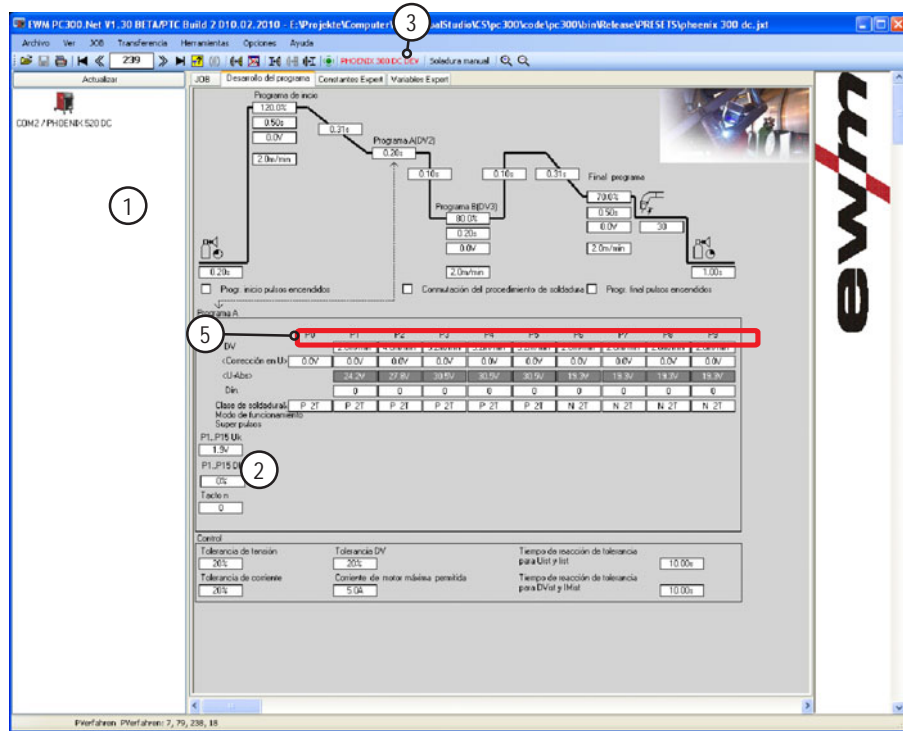 EWM PC300.Net V1.30 BETA/PTC Build 2.010.02.2010 - E:\Projekte\Computer\ balStudio\CS\pc300\code\pc300\bin\Release\PRESETS\phoenix 300 dc.jxt
Archivo Ver JOB Transferencia Herramientas Opciones Ayuda
239 PHOENIX 300 DC DEV Soladura manual
3
Actualizar
JOB Desarrollo del programa Constantes Expert Variables Expert
COM2 / PHOENIX 520 DC
1
Programa de inicio
120.0%
0.50s
0.0V
2.0m/min
0.31s
Programa A(DV2)
0.20s
0.10s
Programa B(DV3)
80.0%
0.20s
0.0V
2.0m/min
0.10s
0.31s
Final programa
70.0%
0.50s
0.0V
2.0m/min
30
0.20s
1.00s
Progr. inicio pulsos encendidos
Conmutación del procedimiento de soldadura
Progr. final pulsos encendidos
Programa A
5
P0 P1 P2 P3 P4 P5 P6 P7 P8 P9
DV
<Corrección en U> 0.0V 0.0V 0.0V 0.0V 0.0V 0.0V 0.0V 0.0V 0.0V 0.0V
<U-Abs> 24.2V 27.8V 30.5V 30.5V 30.5V 19.3V 19.3V 19.3V 19.3V
Din. 0 0 0 0 0 0 0 0 0
Clase de soldadura\ P 2T P 2T P 2T P 2T P 2T P 2T N 2T N 2T N 2T N 2T
Modo de funcionamiento
Super pulsos
P1..P15 Uk
1.9V
P1..P15
2
0%
Tacto n
0
Control
Tolerancia de tensión
20%
Tolerancia DV
20%
Tiempo de reacción de tolerancia
para Uist y Iist
10.00s
Tolerancia de corriente
20%
Corriente de motor máxima permitida
5.0A
Tiempo de reacción de tolerancia
para DVist y IMist
10.00s
ewm
PVerfahren PVerfahren: 7, 79, 238, 18